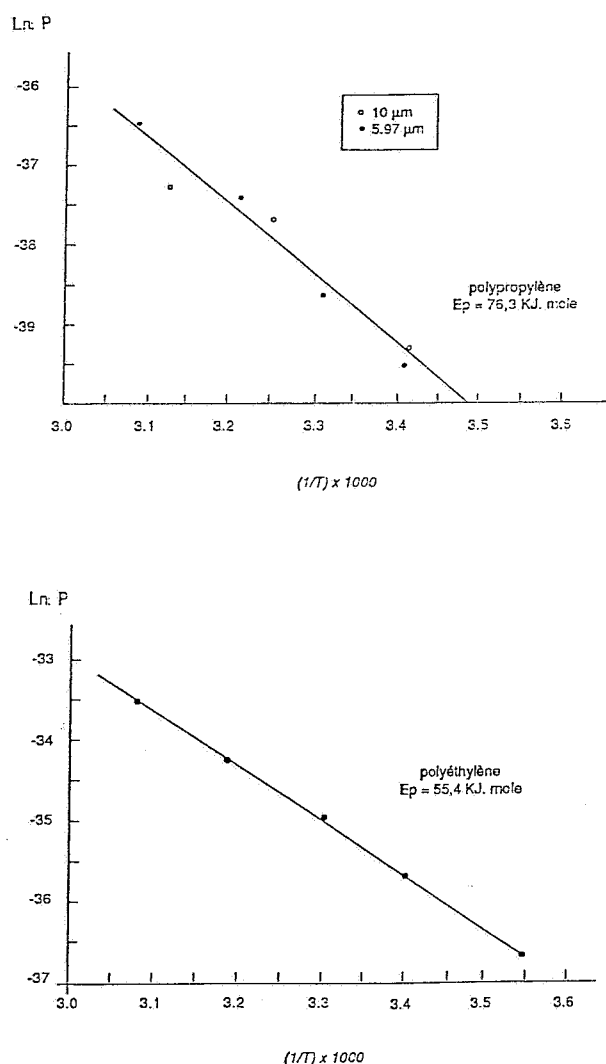 Ln: P
-36
○ 10 µm
• 5.97 µm
-37
-38
polypropylène
Ep = 76,3 KJ. mole
-39
3.0 3.1 3.2 3.3 3.4 3.5 3.6
(1/T) x 1000
Ln: P
-33
-34
polyéthylène
Ep = 55,4 KJ. mole
-35
-36
-37
3.0 3.1 3.2 3.3 3.4 3.5 3.6
(1/T) x 1000